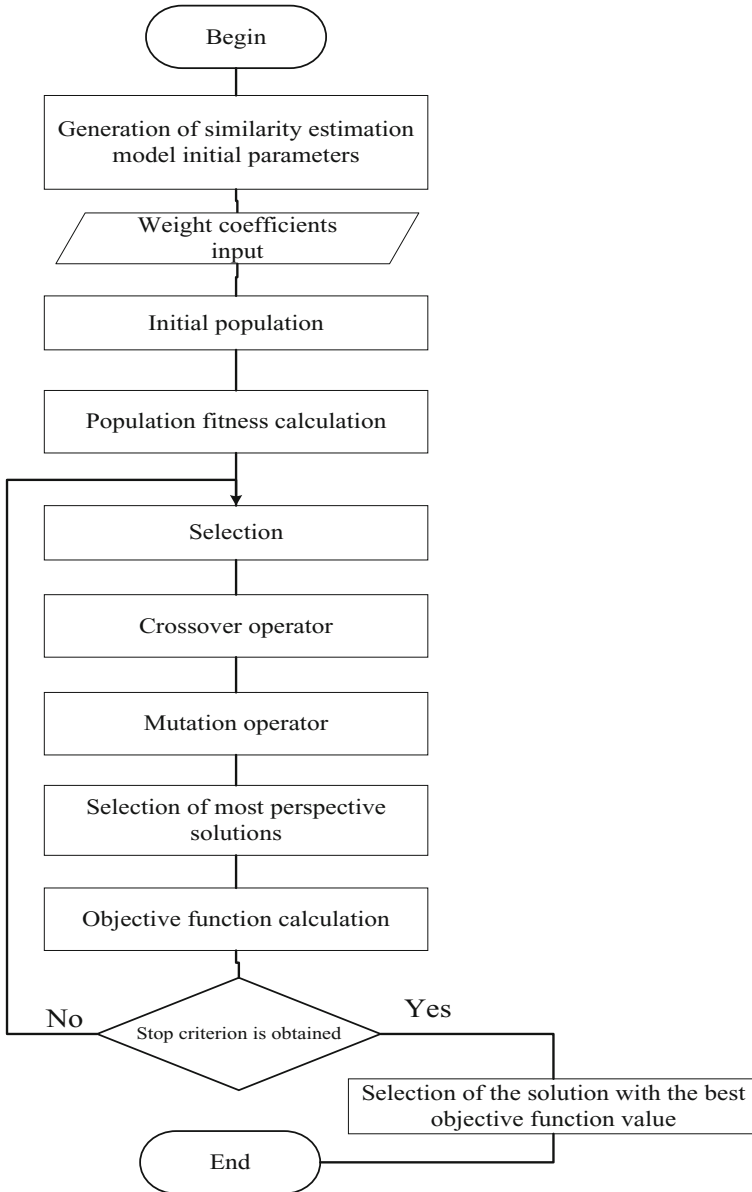 Begin
Generation of similarity estimation
model initial parameters
Weight coefficients
input
Initial population
Population fitness calculation
Selection
Crossover operator
Mutation operator
Selection of most perspective
solutions
Objective function calculation
No
Stop criterion is obtained
Yes
Selection of the solution with the best
objective function value
End